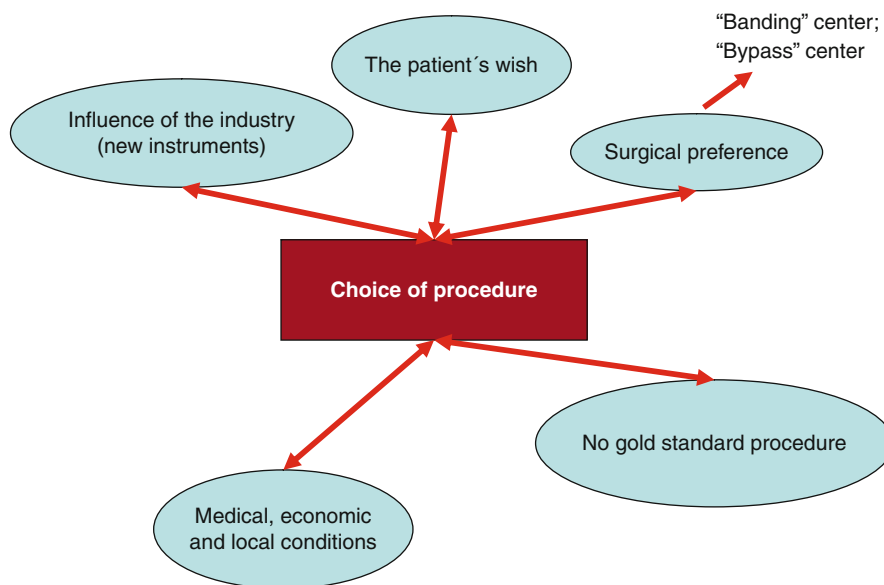 “Banding” center;
“Bypass” center
The patient´s wish
Influence of the industry
(new instruments)
Surgical preference
Choice of procedure
No gold standard procedure
Medical, economic
and local conditions